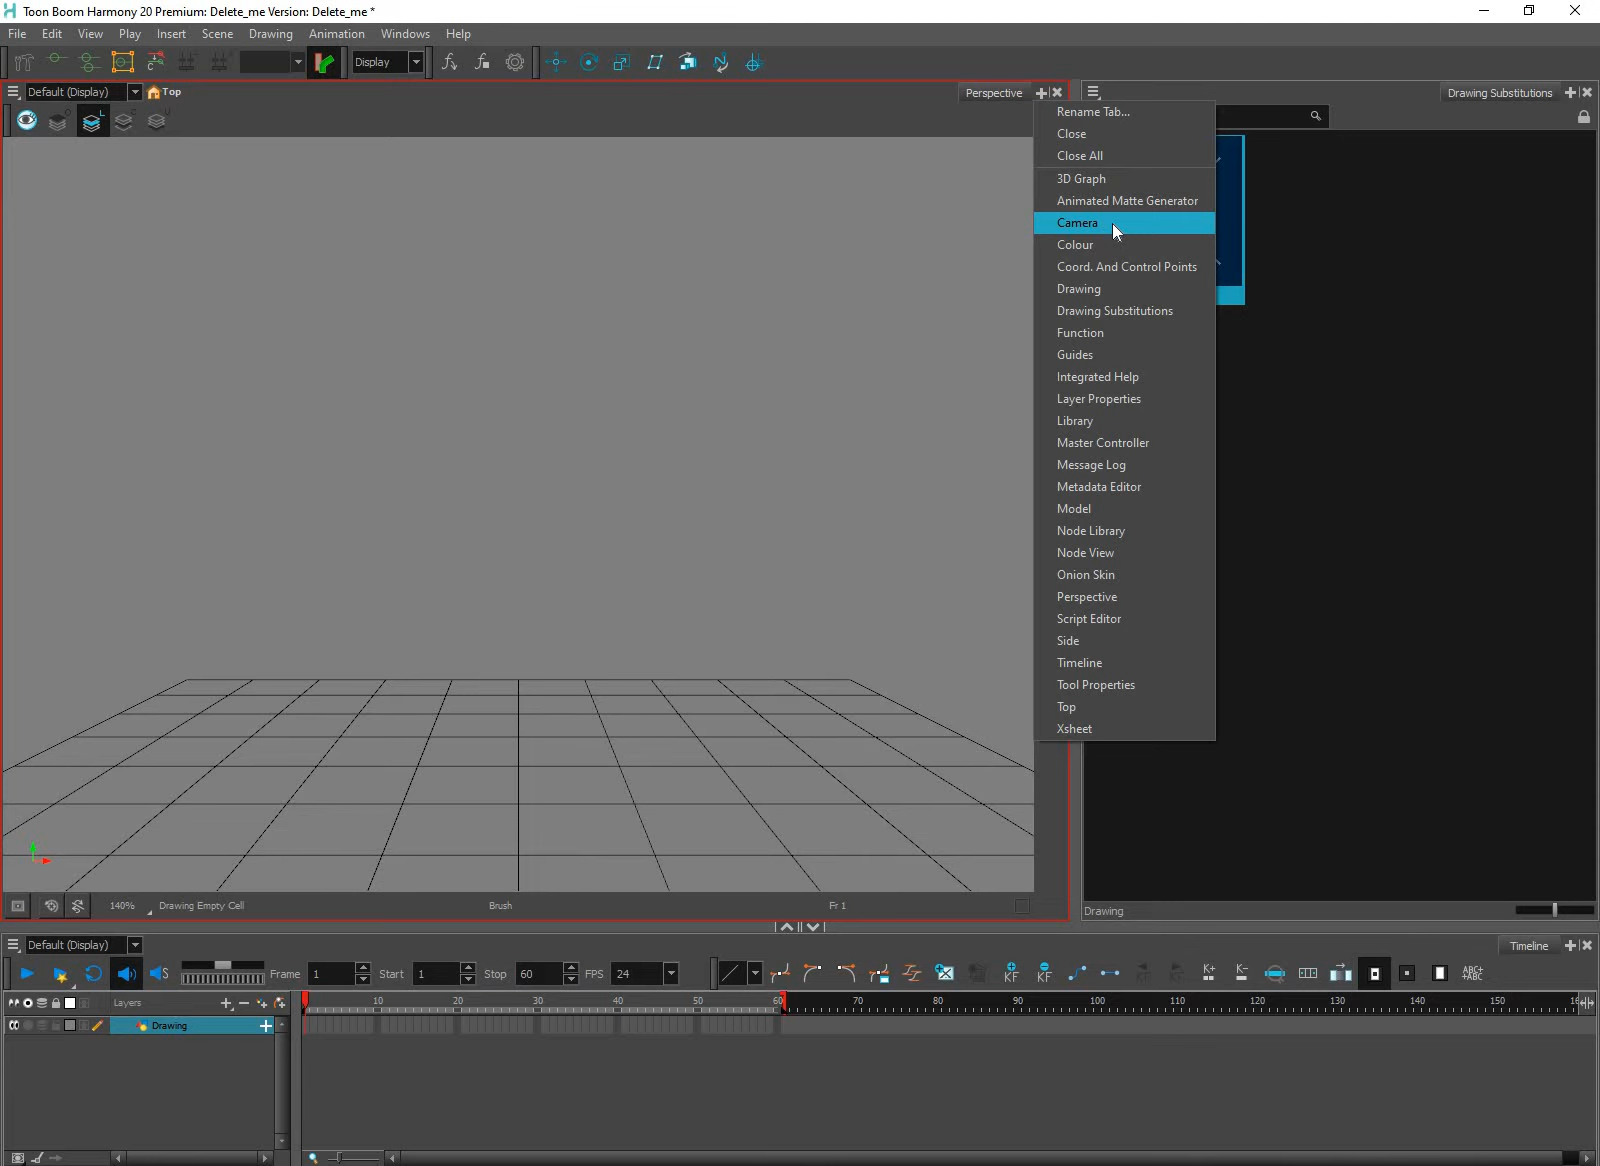 Toon Boom Harmony 20 Premium: Delete_me Version: Delete_me *
File Edit View Play Insert Scene Drawing Animation Windows Help
Display
Default (Display) Top Perspective
Drawing Substitutions
Rename Tab...
Close
Close All
3D Graph
Animated Matte Generator
Camera
Colour
Coord. And Control Points
Drawing
Drawing Substitutions
Function
Guides
Integrated Help
Layer Properties
Library
Master Controller
Message Log
Metadata Editor
Model
Node Library
Node View
Onion Skin
Perspective
Script Editor
Side
Timeline
Tool Properties
Top
Xsheet
140% Drawing Empty Cell Brush Fr 1
Drawing
Default (Display) Timeline
S Frame 1 Start 1 Stop 60 FPS 24 KF KF K+ K- ABC ABC
Layers 10 20 30 40 50 60 70 80 90 100 110 120 130 140 150
Drawing